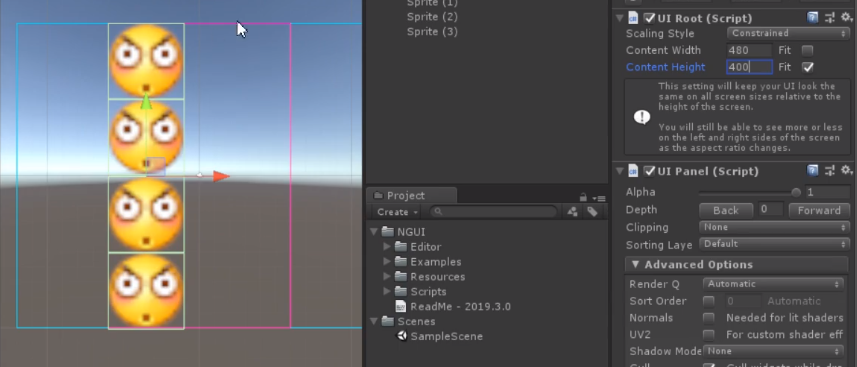 Sprite (1)
Sprite (2)
Sprite (3)
Project
Create
NGUI
Editor
Examples
Resources
Scripts
ReadMe - 2019.3.0
Scenes
SampleScene
UI Root (Script)
Scaling Style Constrained
Content Width 480 Fit
Content Height 400 Fit
This setting will keep your UI look the
same on all screen sizes relative to the
height of the screen.
You will still be able to see more or less
on the left and right sides of the screen
as the aspect ratio changes.
UI Panel (Script)
Alpha 1
Depth Back 0 Forward
Clipping None
Sorting Laye Default
Advanced Options
Render Q Automatic
Sort Order 0 Automatic
Normals Needed for lit shaders
UV2 For custom shader eff
Shadow Mode None